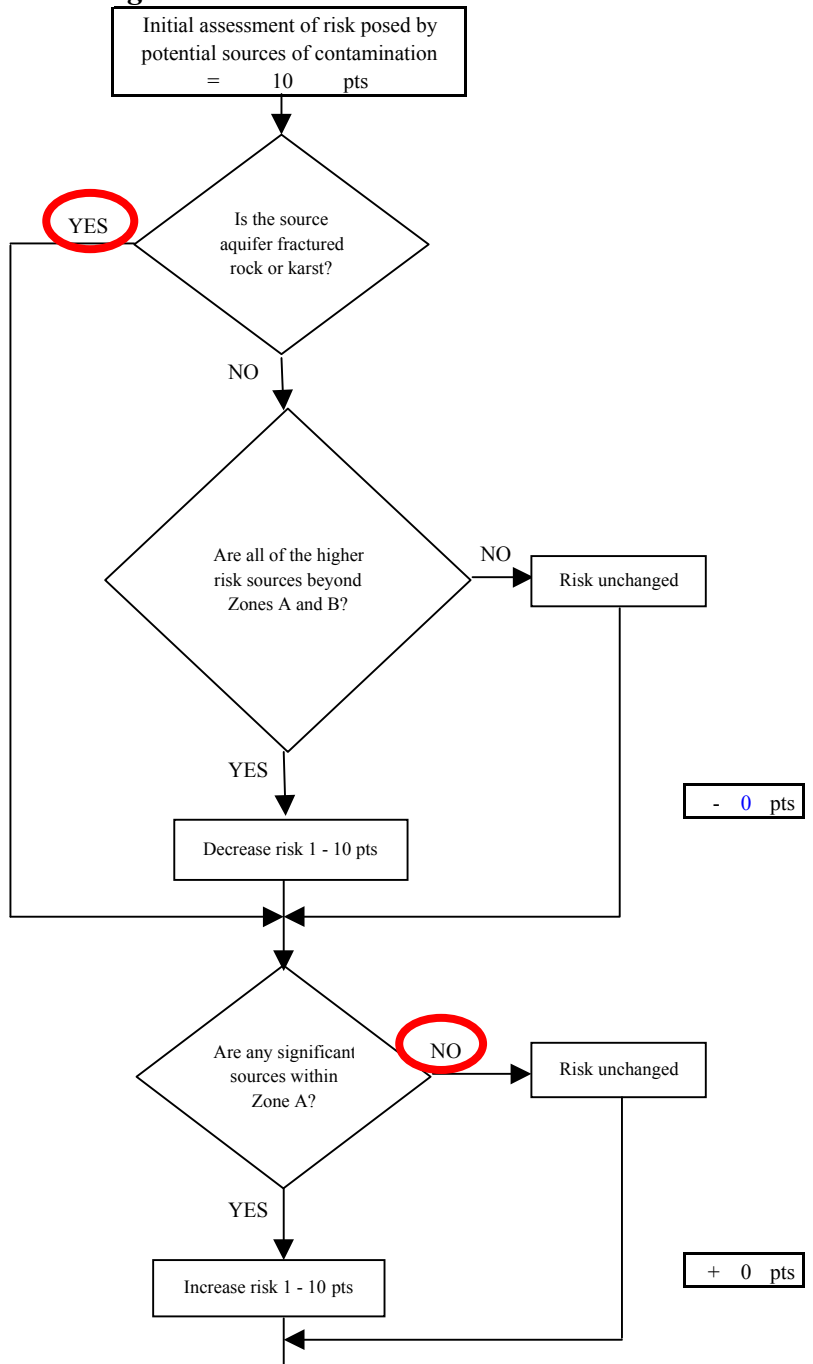 Initial assessment of risk posed by
potential sources of contamination
= 10 pts
YES
Is the source
aquifer fractured
rock or karst?
NO
Are all of the higher
risk sources beyond
Zones A and B?
NO
Risk unchanged
YES
- 0 pts
Decrease risk 1 - 10 pts
Are any significant
sources within
Zone A?
NO
Risk unchanged
YES
+ 0 pts
Increase risk 1 - 10 pts